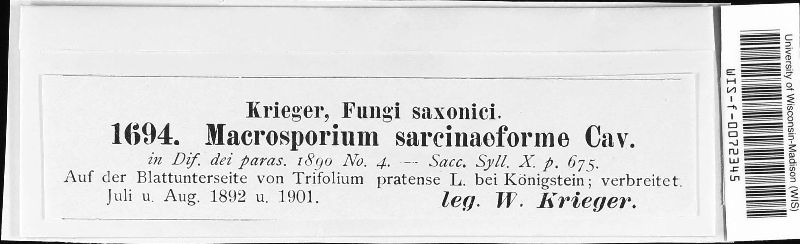 Krieger, Fungi saxonici.
1694. Macrosporium sarcinaeforme Cav.
in Dif. dei paras. 1890 No. 4. — Sacc. Syll. X. p. 675.
Auf der Blattunterseite von Trifolium pratense L. bei Königstein; verbreitet.
Juli u. Aug. 1892 u. 1901. leg. W. Krieger.
University of Wisconsin-Madison (WIS)
WIS-f-0072345